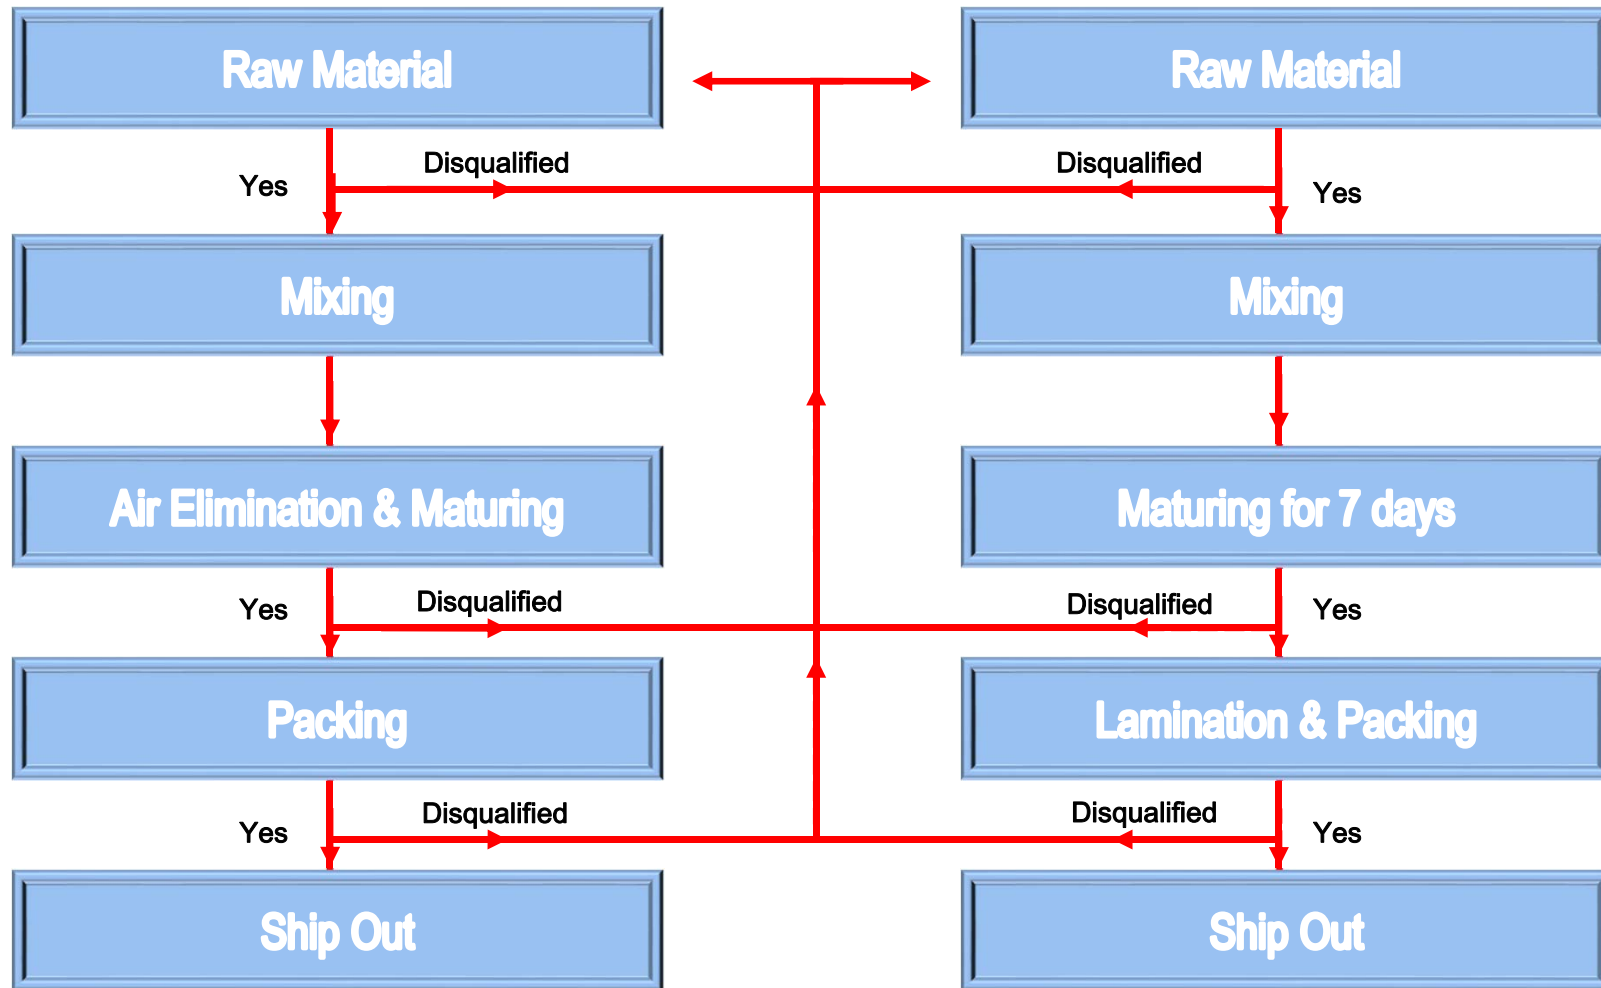 Raw Material
Raw Material
Disqualified
Disqualified
Yes
Yes
Mixing
Mixing
Air Elimination & Maturing
Maturing for 7 days
Disqualified
Disqualified
Yes
Yes
Packing
Lamination & Packing
Disqualified
Disqualified
Yes
Yes
Ship Out
Ship Out